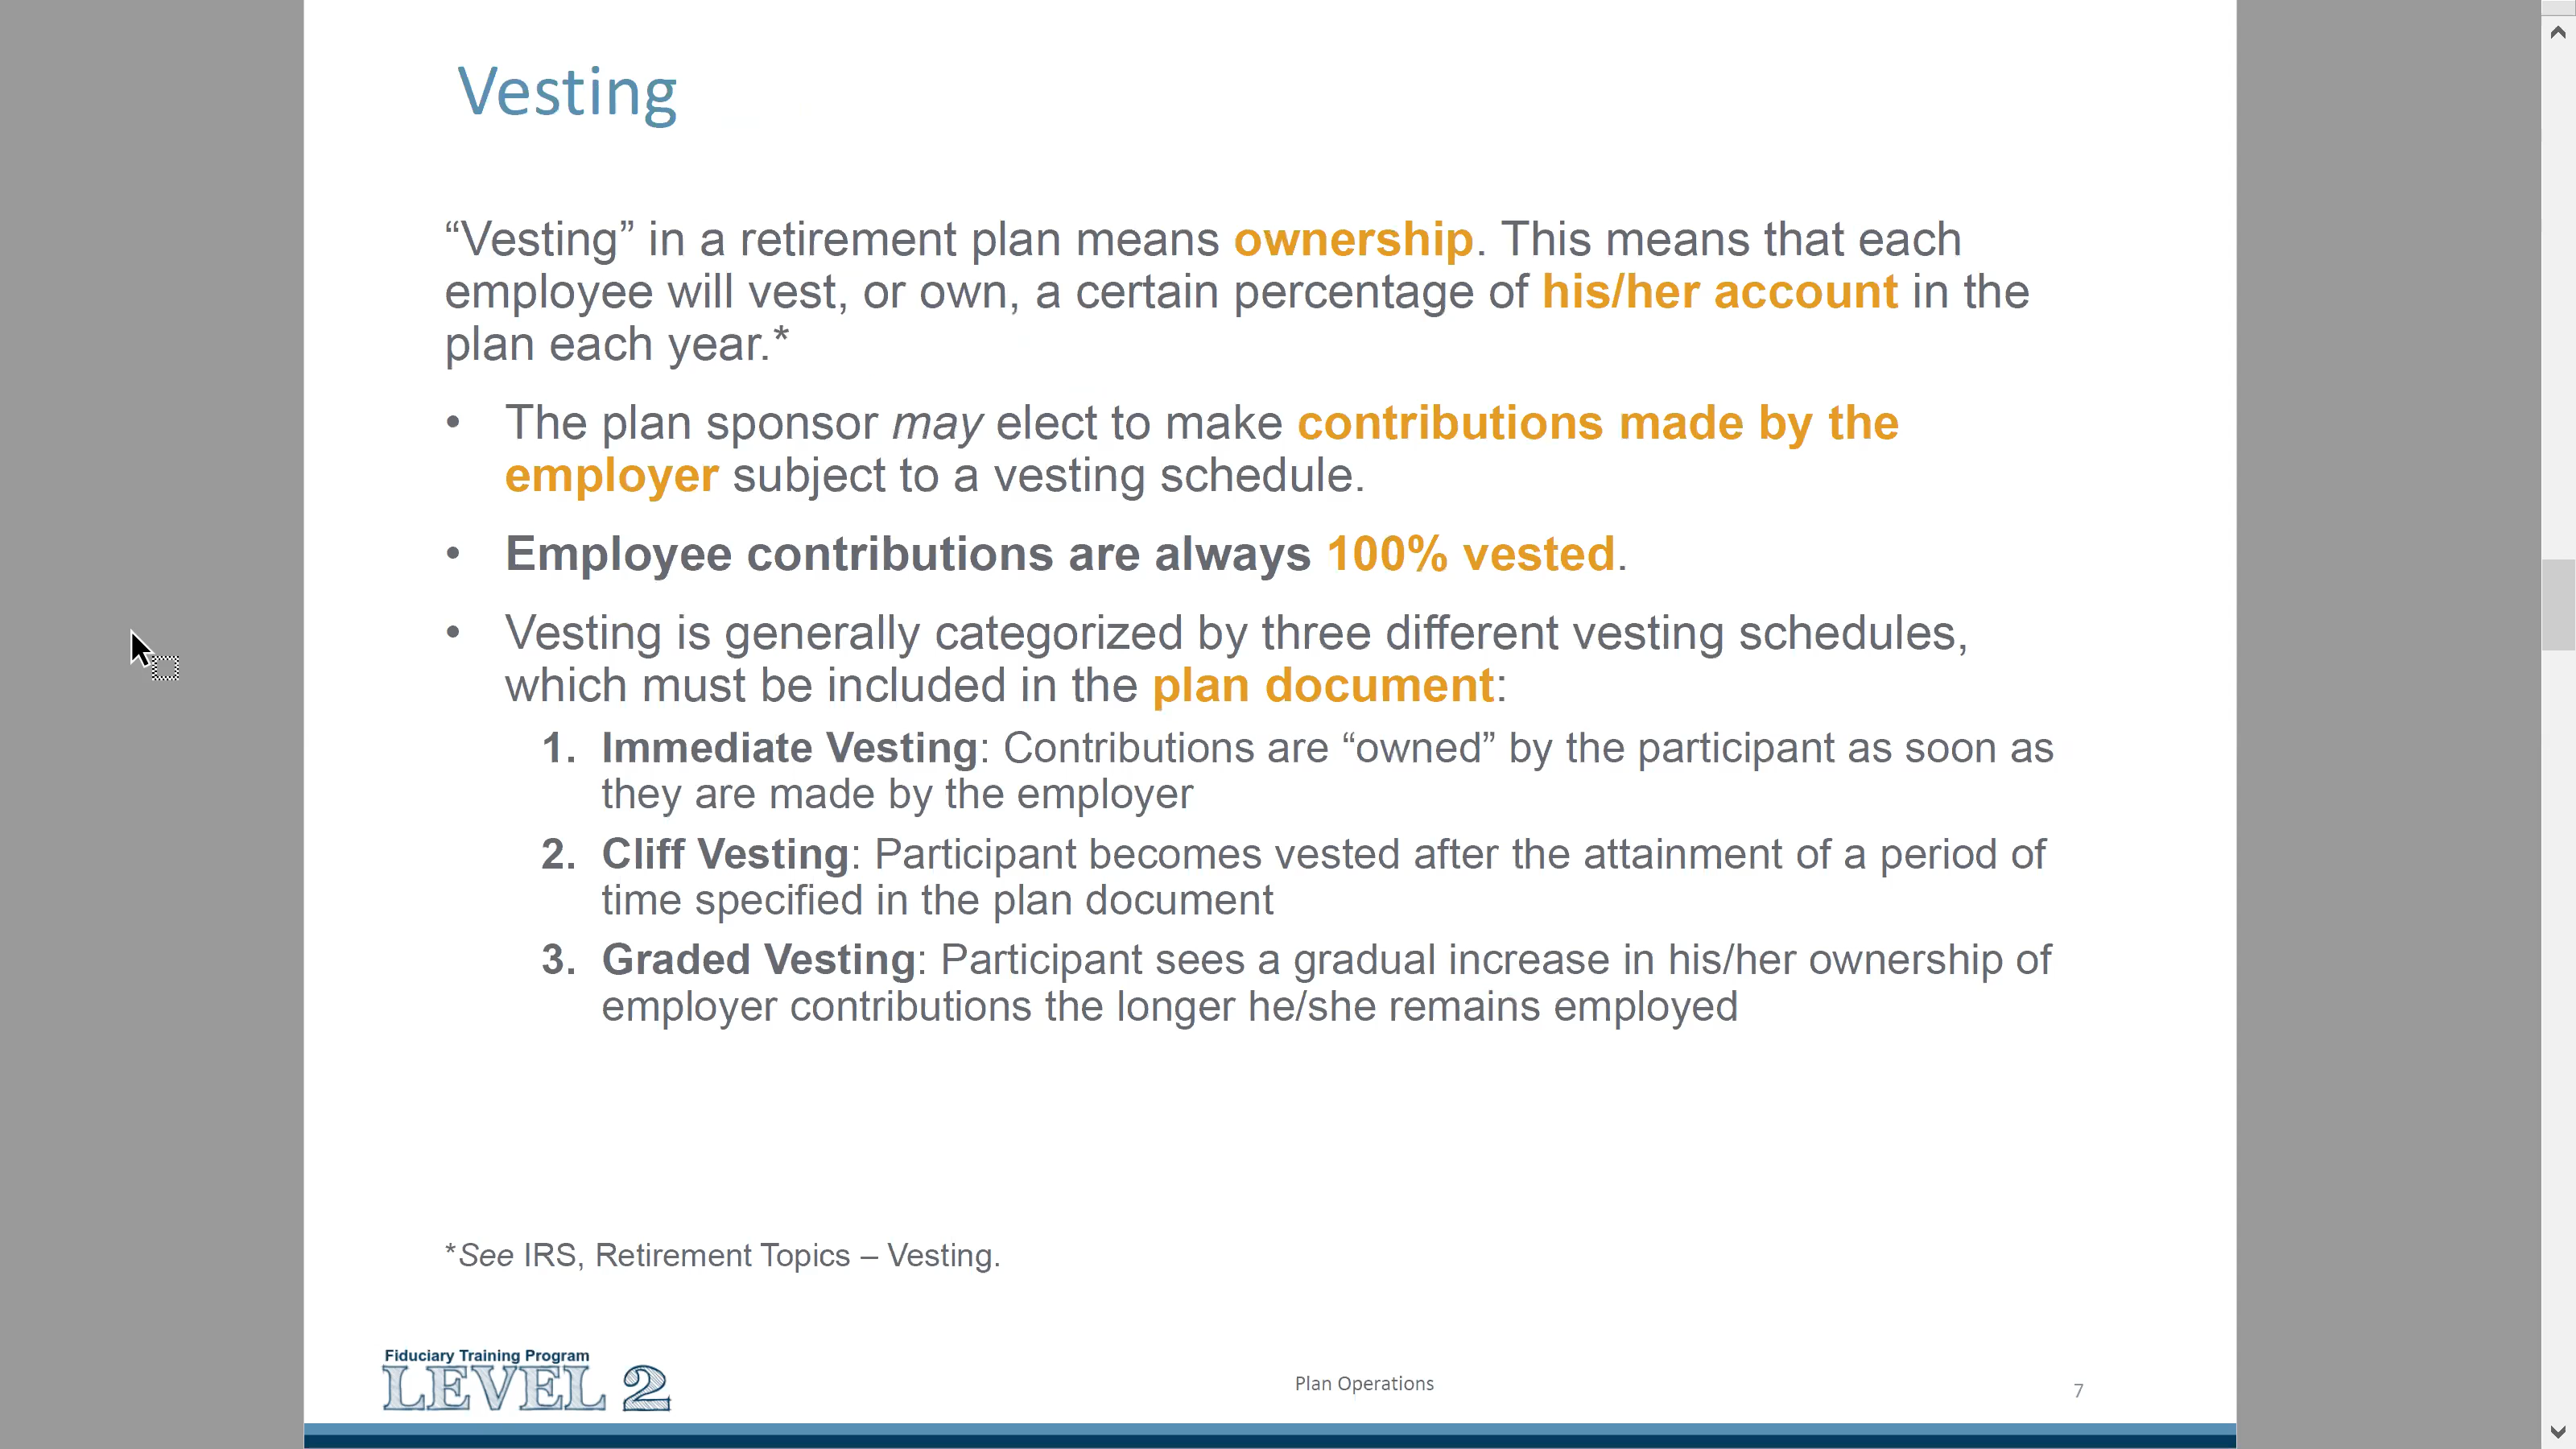 Vesting
“Vesting” in a retirement plan means ownership. This means that each
employee will vest, or own, a certain percentage of his/her account in the
plan each year.*
• The plan sponsor may elect to make contributions made by the
employer subject to a vesting schedule.
• Employee contributions are always 100% vested.
• Vesting is generally categorized by three different vesting schedules,
which must be included in the plan document:
1. Immediate Vesting: Contributions are “owned” by the participant as soon as
they are made by the employer
2. Cliff Vesting: Participant becomes vested after the attainment of a period of
time specified in the plan document
3. Graded Vesting: Participant sees a gradual increase in his/her ownership of
employer contributions the longer he/she remains employed
*See IRS, Retirement Topics – Vesting.
Fiduciary Training Program
LEVEL 2
Plan Operations
7